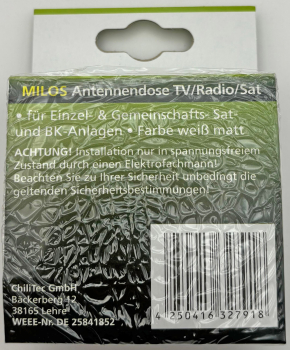 MILOS Antennendose TV/Radio/Sat
• für Einzel- & Gemeinschafts- Sat-
und BK-Anlagen • Farbe weiß matt
ACHTUNG! Installation nur in spannungsfreiem
Zustand durch einen Elektrofachmann!
Beachten Sie zu Ihrer Sicherheit unbedingt die
geltenden Sicherheitsbestimmungen!
ChiliTec GmbH
Bäckerberg 12
38165 Lehre
WEEE-Nr. DE 25841852
4 250416 327918